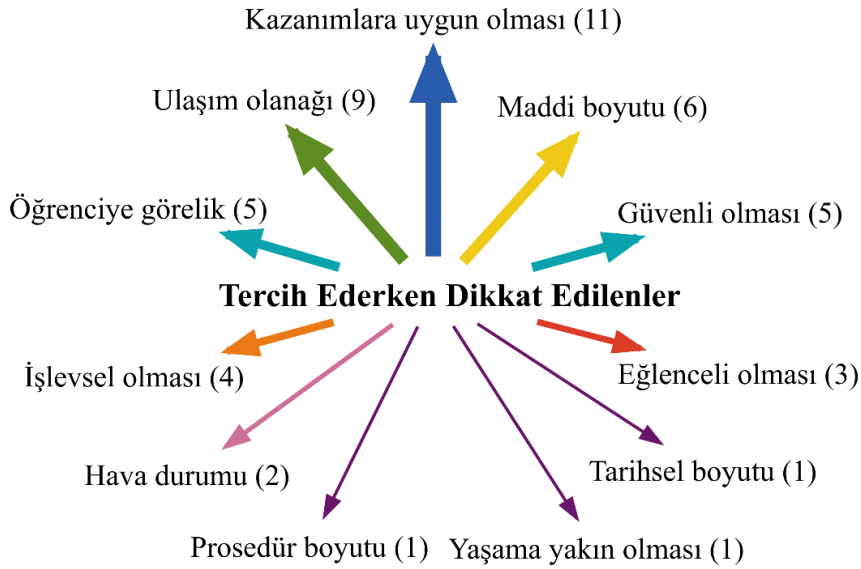 Kazanımlara uygun olması (11)
Ulaşım olanağı (9)
Maddi boyutu (6)
Öğrenciye görelik (5)
Güvenli olması (5)
Tercih Ederken Dikkat Edilenler
İşlevsel olması (4)
Eğlenceli olması (3)
Hava durumu (2)
Tarihsel boyutu (1)
Prosedür boyutu (1)
Yaşama yakın olması (1)